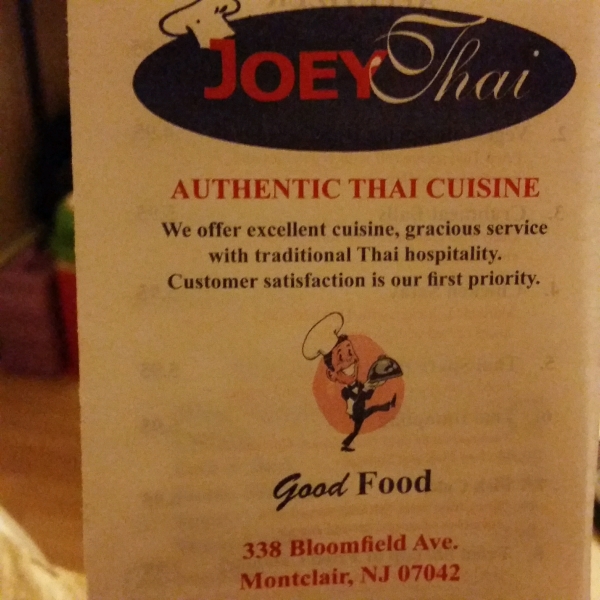 JOEY Thai
AUTHENTIC THAI CUISINE
We offer excellent cuisine, gracious service
with traditional Thai hospitality.
Customer satisfaction is our first priority.
Good Food
338 Bloomfield Ave.
Montclair, NJ 07042